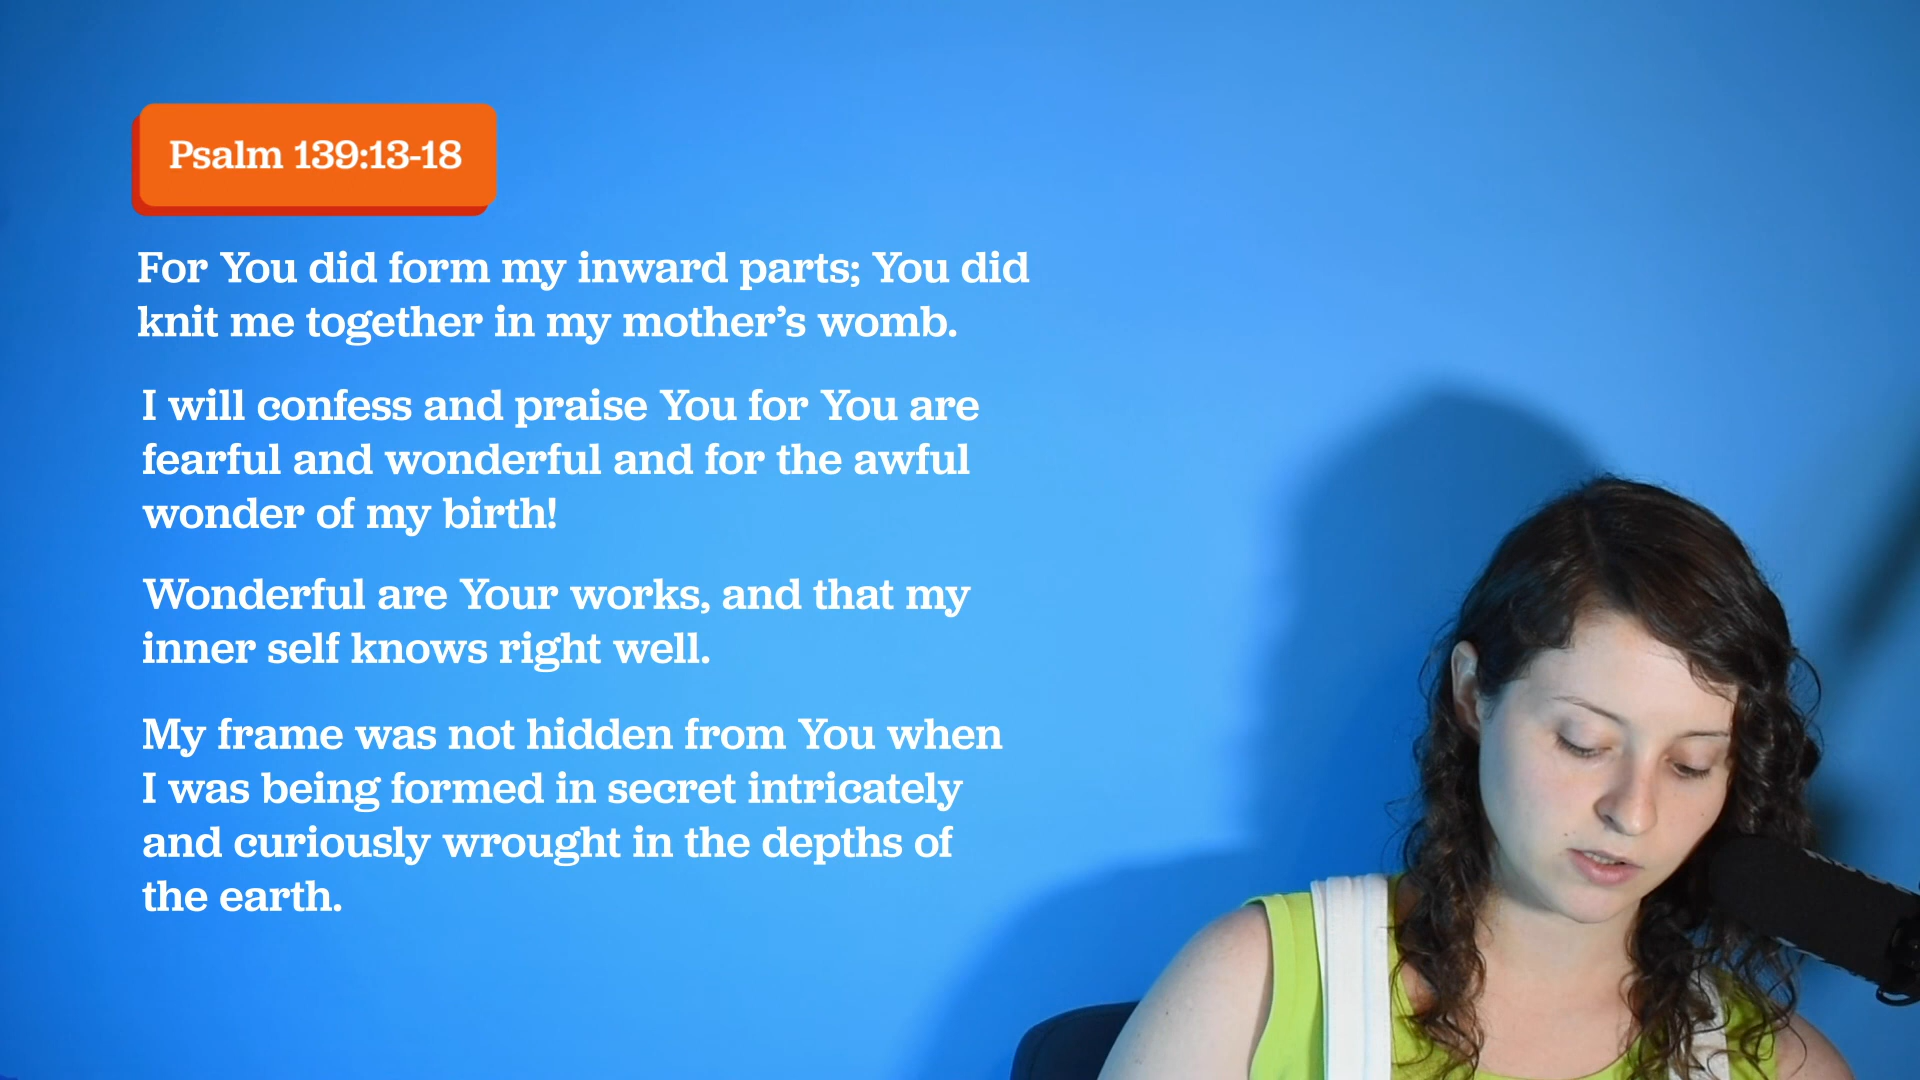 Psalm 139:13-18
For You did form my inward parts; You did
knit me together in my mother’s womb.
I will confess and praise You for You are
fearful and wonderful and for the awful
wonder of my birth!
Wonderful are Your works, and that my
inner self knows right well.
My frame was not hidden from You when
I was being formed in secret intricately
and curiously wrought in the depths of
the earth.